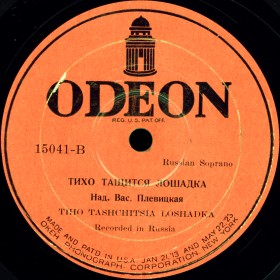 ODEON
REG. U.S. PAT. OFF.
15041-B
Russian Soprano
ТИХО ТАЩИТСЯ ЛОШАДКА
Над. Вас. Плевицкая
TIHO TASHCHITSIA LOSHADKA
Recorded in Russia
MADE AND PAT'D IN U.S.A. JAN. 21, '13 AND MAY 22, '23
OKEH PHONOGRAPH CORPORATION NEW YORK